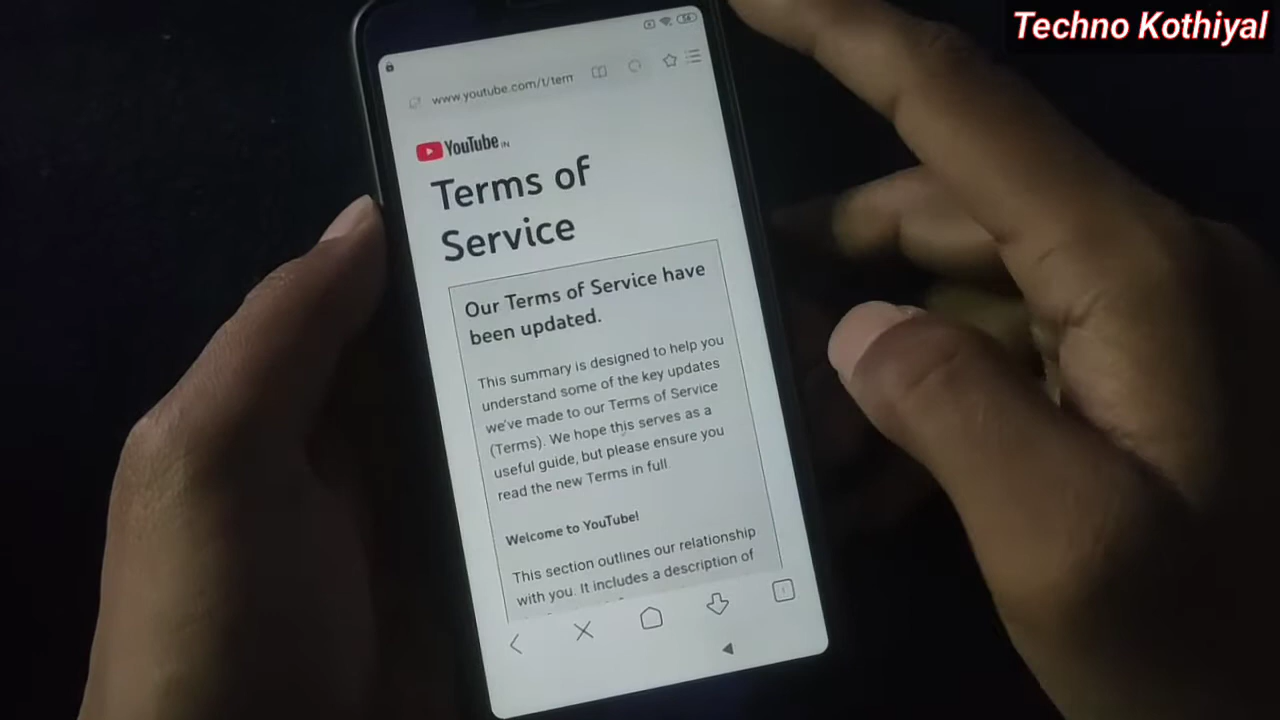 Techno Kothiyal
56
www.youtube.com/t/term
YouTube IN
Terms of
Service
Our Terms of Service have
been updated.
This summary is designed to help you
understand some of the key updates
we've made to our Terms of Service
(Terms). We hope this serves as a
useful guide, but please ensure you
read the new Terms in full.
Welcome to YouTube!
This section outlines our relationship
with you. It includes a description of